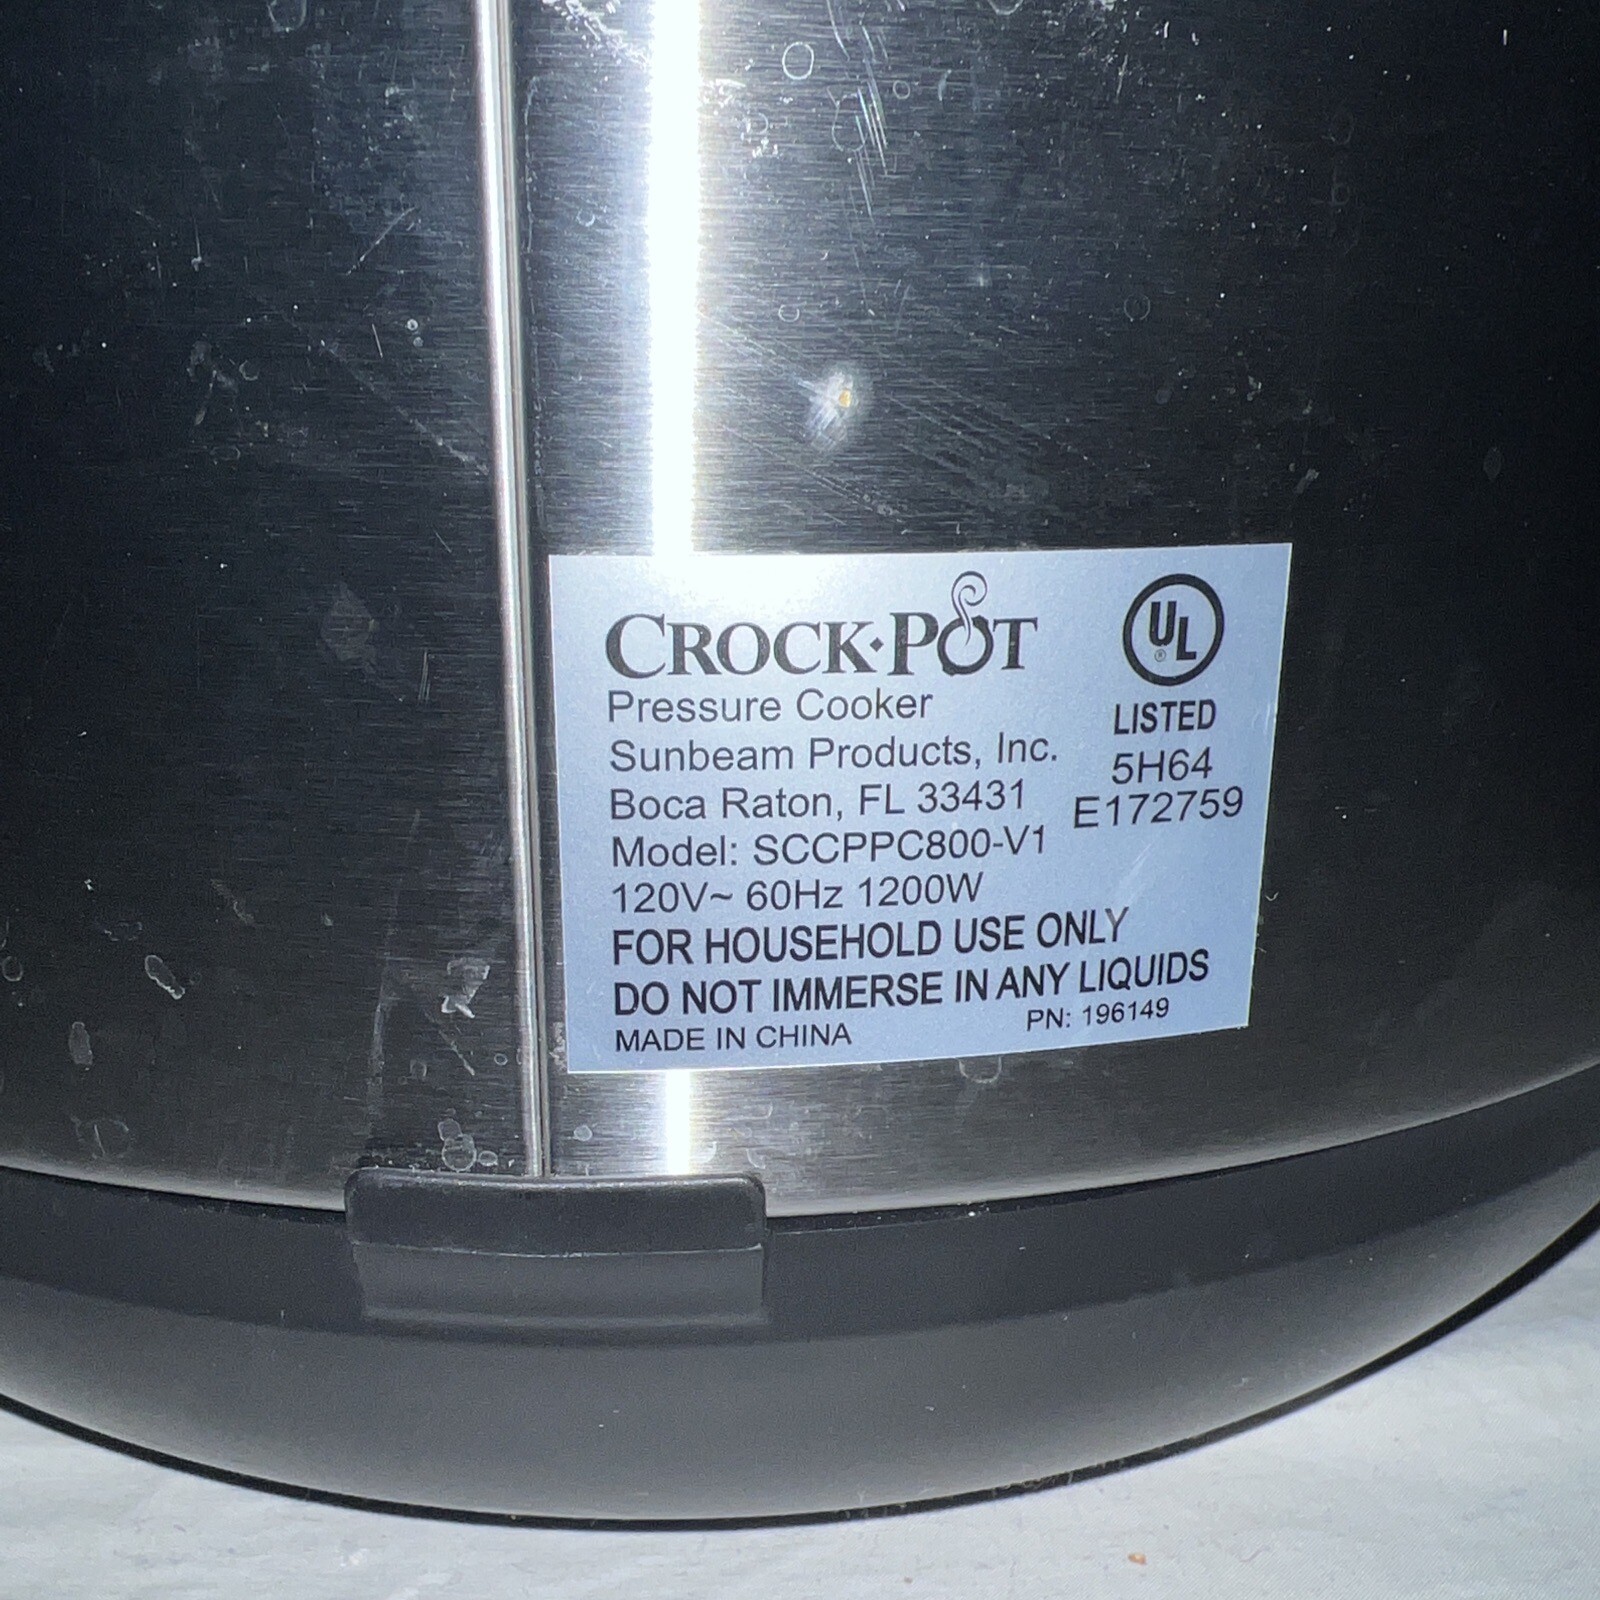 CROCK·POT
Pressure Cooker
Sunbeam Products, Inc.
Boca Raton, FL 33431
Model: SCCPPC800-V1
120V~ 60Hz 1200W
FOR HOUSEHOLD USE ONLY
DO NOT IMMERSE IN ANY LIQUIDS
MADE IN CHINA
PN: 196149
UL
®
LISTED
5H64
E172759